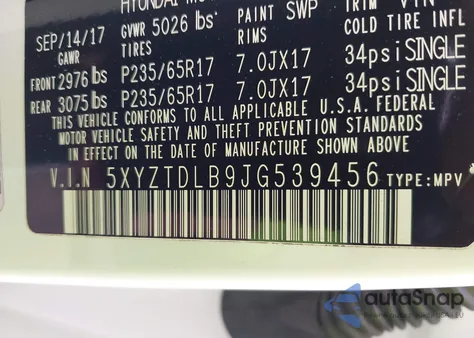 HYUNDAI
SEP/14/17 GVWR 5026 lbs PAINT SWP TRIM
GAWR TIRES RIMS COLD TIRE INFL
FRONT 2976 lbs P235/65R17 7.0JX17 34psi SINGLE
REAR 3075 lbs P235/65R17 7.0JX17 34psi SINGLE
THIS VEHICLE CONFORMS TO ALL APPLICABLE U.S.A. FEDERAL
MOTOR VEHICLE SAFETY AND THEFT PREVENTION STANDARDS
IN EFFECT ON THE DATE OF MANUFACTURE SHOWN ABOVE
V.I.N 5XYZTDLB9JG539456 TYPE:MPV
autoSnap